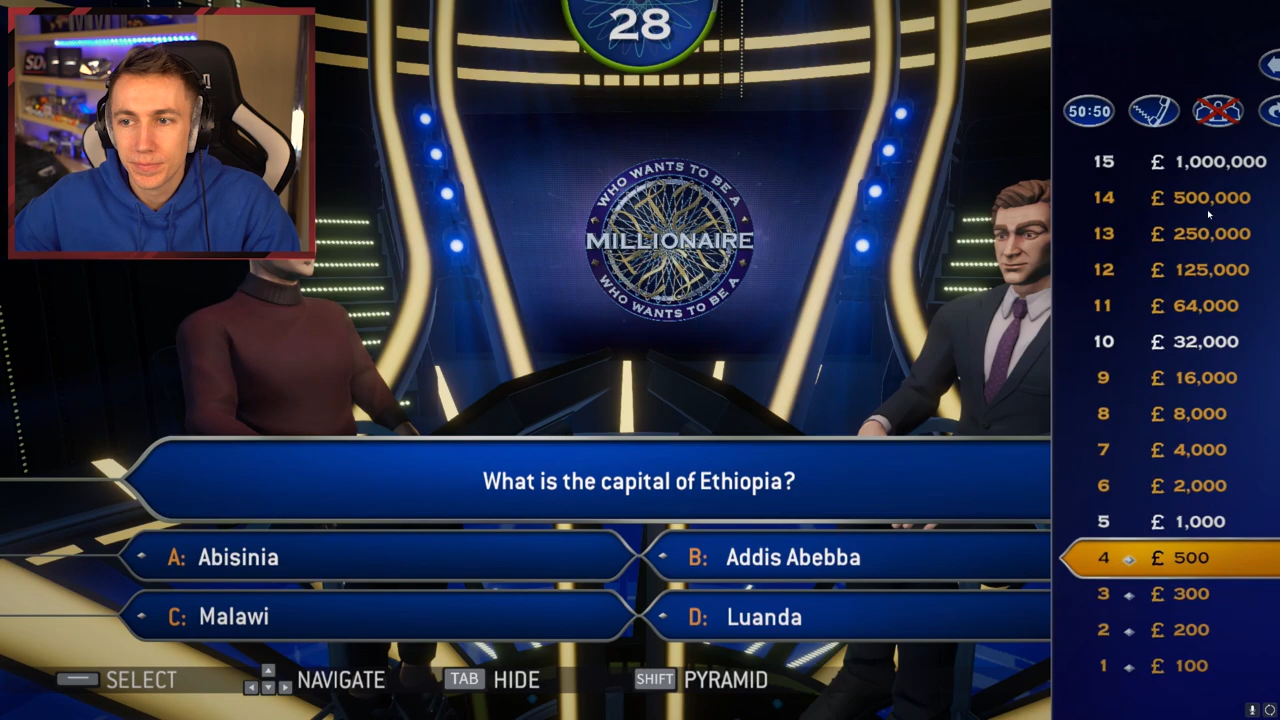 28
WHO WANTS TO BE A
MILLIONAIRE
WHO WANTS TO BE A
50:50
15 £ 1,000,000
14 £ 500,000
13 £ 250,000
12 £ 125,000
11 £ 64,000
10 £ 32,000
9 £ 16,000
8 £ 8,000
7 £ 4,000
6 £ 2,000
5 £ 1,000
4 £ 500
3 £ 300
2 £ 200
1 £ 100
What is the capital of Ethiopia?
A: Abisinia
B: Addis Abebba
C: Malawi
D: Luanda
SELECT
NAVIGATE
TAB HIDE
SHIFT PYRAMID